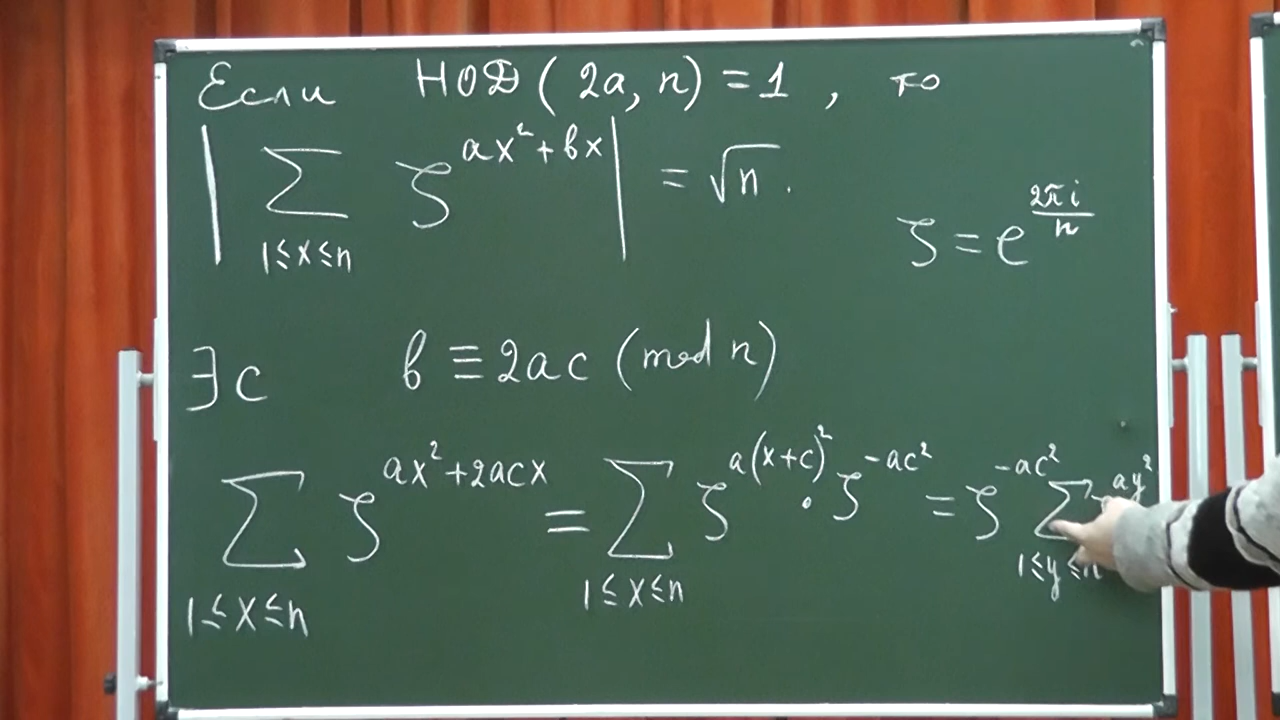 Если НОД(2a, n) = 1, то
|∑_{1≤x≤n} ζ^{ax²+bx}| = √n.
ζ = e^{2πi/n}
∃c b ≡ 2ac (mod n)
∑_{1≤x≤n} ζ^{ax²+2acx} = ∑_{1≤x≤n} ζ^{a(x+c)²} · ζ^{-ac²} = ζ^{-ac²} ∑_{1≤y≤n} ζ^{ay²}